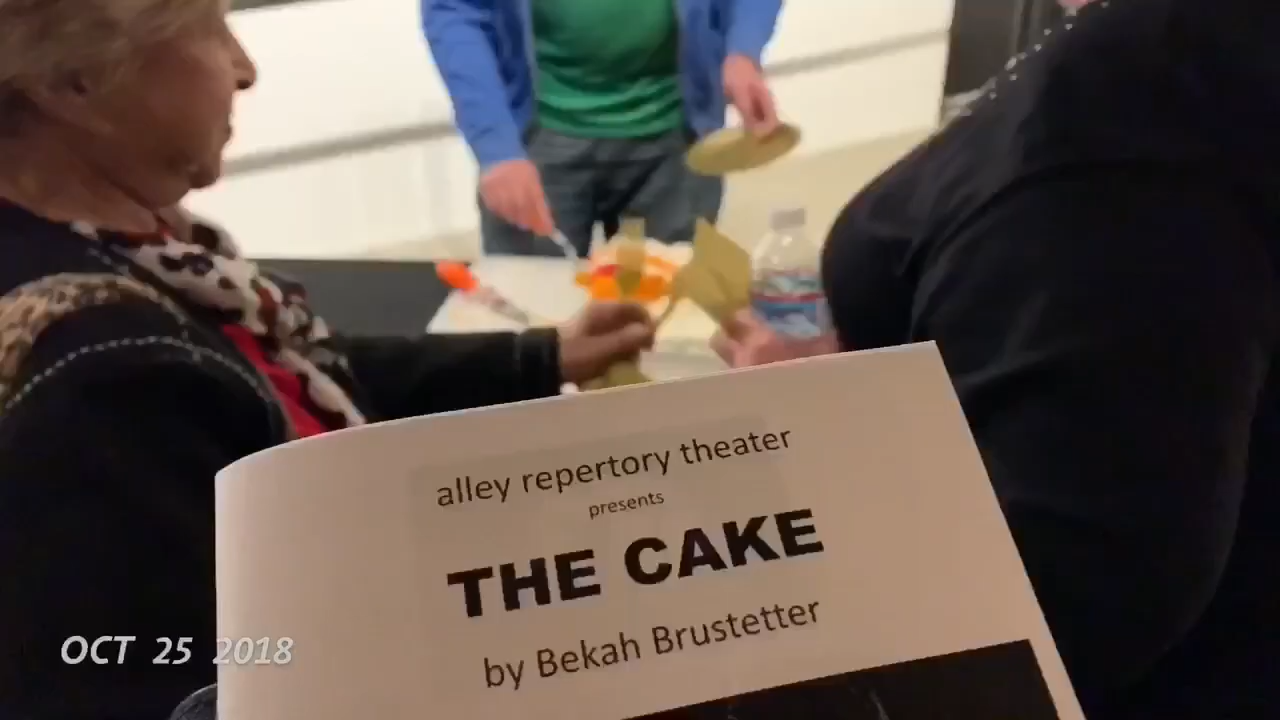 alley repertory theater
presents
THE CAKE
by Bekah Brustetter
OCT 25 2018